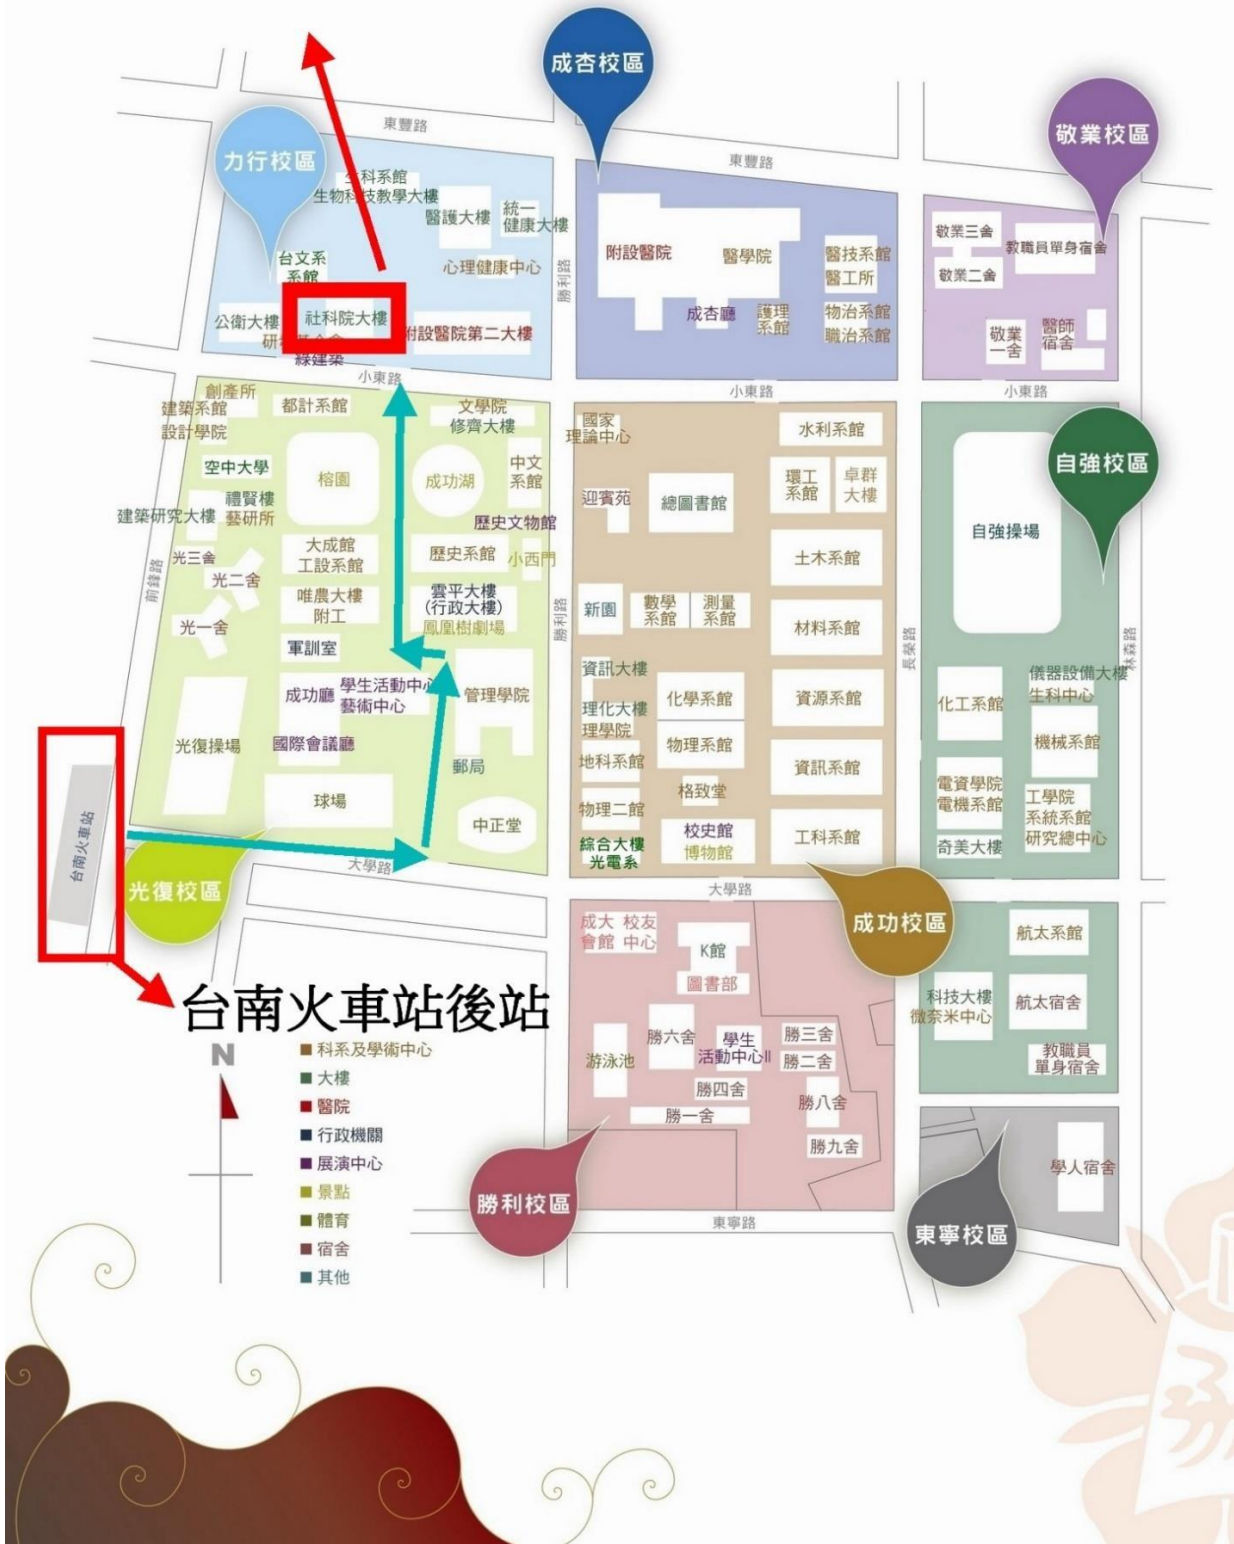 成杏校區
敬業校區
東豐路
力行校區
東豐路
生科系館
生物科技教學大樓
醫護大樓
統一
健康大樓
台文系
系館
心理健康中心
勝利路
附設醫院
醫學院
醫技系館
醫工所
成杏廳
護理
系館
物治系館
職治系館
敬業三舍
教職員單身宿舍
敬業二舍
敬業
一舍
醫師
宿舍
公衛大樓
社科院大樓
附設醫院第二大樓
綠建築
小東路
小東路
小東路
創產所
建築系館
設計學院
都計系館
文學院
修齊大樓
空中大學
榕園
成功湖
中文
系館
禮賢樓
建築研究大樓
藝研所
歷史文物館
大成館
工設系館
歷史系館
小西門
光三舍
光二舍
前鋒路
唯農大樓
附工
雲平大樓
(行政大樓)
鳳凰樹劇場
光一舍
軍訓室
勝利路
成功廳
學生活動中心
藝術中心
管理學院
光復操場
國際會議廳
郵局
球場
中正堂
台南火車站
大學路
光復校區
國家
理論中心
水利系館
環工
系館
卓群
大樓
迎賓苑
總圖書館
土木系館
新園
數學
系館
測量
系館
材料系館
長榮路
資訊大樓
化學系館
資源系館
理化大樓
理學院
物理系館
地科系館
資訊系館
格致堂
物理二館
綜合大樓
光電系
校史館
博物館
工科系館
大學路
成功校區
自強校區
自強操場
林森路
儀器設備大樓
生科中心
化工系館
機械系館
電資學院
電機系館
工學院
系統系館
研究總中心
奇美大樓
航太系館
科技大樓
微奈米中心
航太宿舍
教職員
單身宿舍
成大
會館
校友
中心
K館
圖書部
勝六舍
學生
活動中心II
勝三舍
游泳池
勝二舍
勝四舍
勝八舍
勝一舍
勝九舍
勝利校區
東寧路
學人宿舍
東寧校區
台南火車站後站
N
科系及學術中心
大樓
醫院
行政機關
展演中心
景點
體育
宿舍
其他